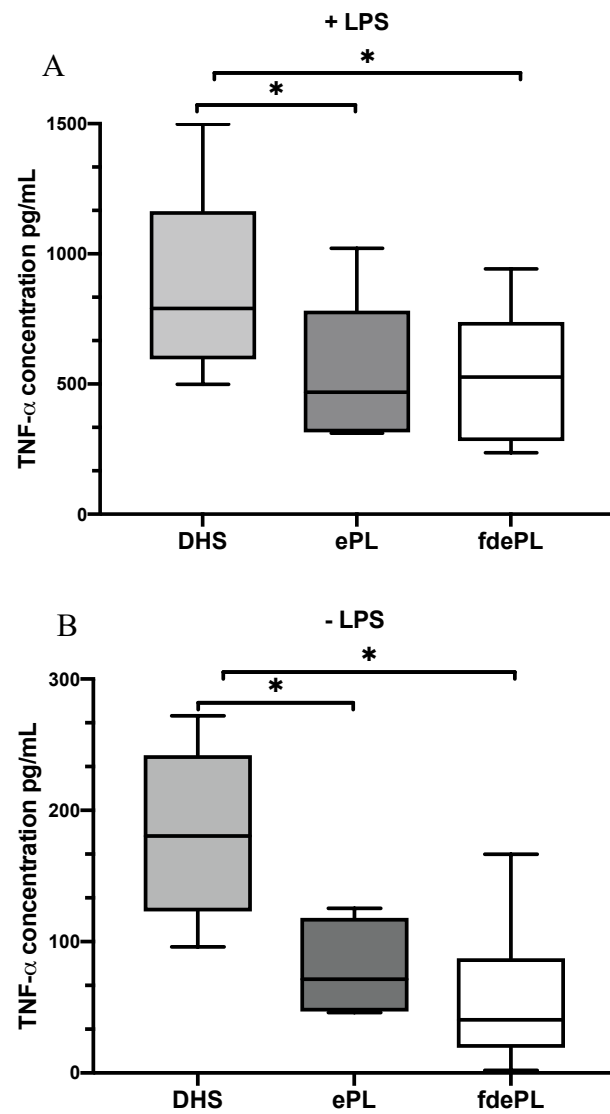 + LPS
A
*
*
TNF-α concentration pg/mL
1500
1000
500
0
DHS ePL fdePL
B
- LPS
*
*
TNF-α concentration pg/mL
300
200
100
0
DHS ePL fdePL